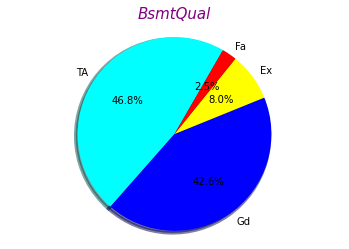 BsmtQual
Fa
Ex
TA
2.5%
8.0%
46.8%
42.6%
Gd